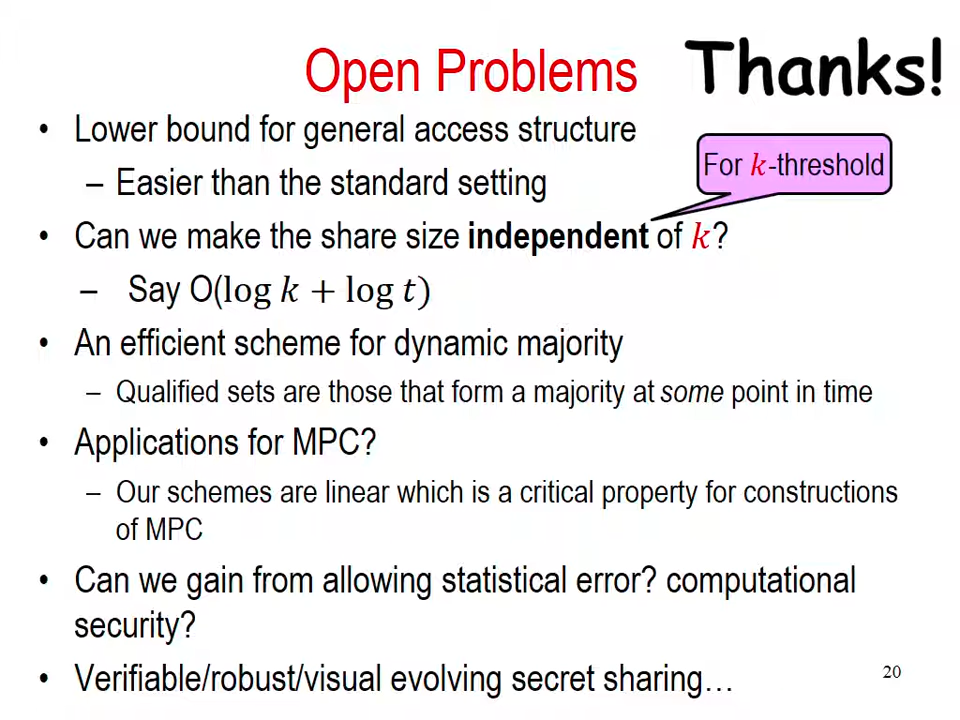 Open Problems
Thanks!
• Lower bound for general access structure
– Easier than the standard setting
For k-threshold
• Can we make the share size independent of k?
– Say O(log k + log t)
• An efficient scheme for dynamic majority
– Qualified sets are those that form a majority at some point in time
• Applications for MPC?
– Our schemes are linear which is a critical property for constructions
of MPC
• Can we gain from allowing statistical error? computational
security?
• Verifiable/robust/visual evolving secret sharing…
20